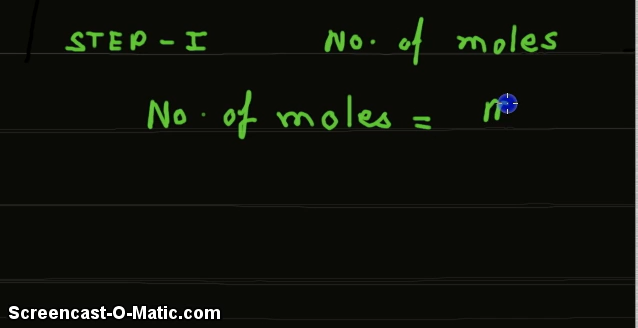 STEP - I No. of moles
No. of moles =
Screencast-O-Matic.com